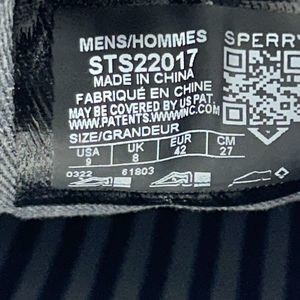 MENS/HOMMES SPERRY
STS22017
MADE IN CHINA
FABRIQUÉ EN CHINE
MAY BE COVERED BY US PAT.
WWW.PATENTS.WWWINC.COM
SIZE/GRANDEUR
USA UK EUR CM
9 8 42 27
0322 61803